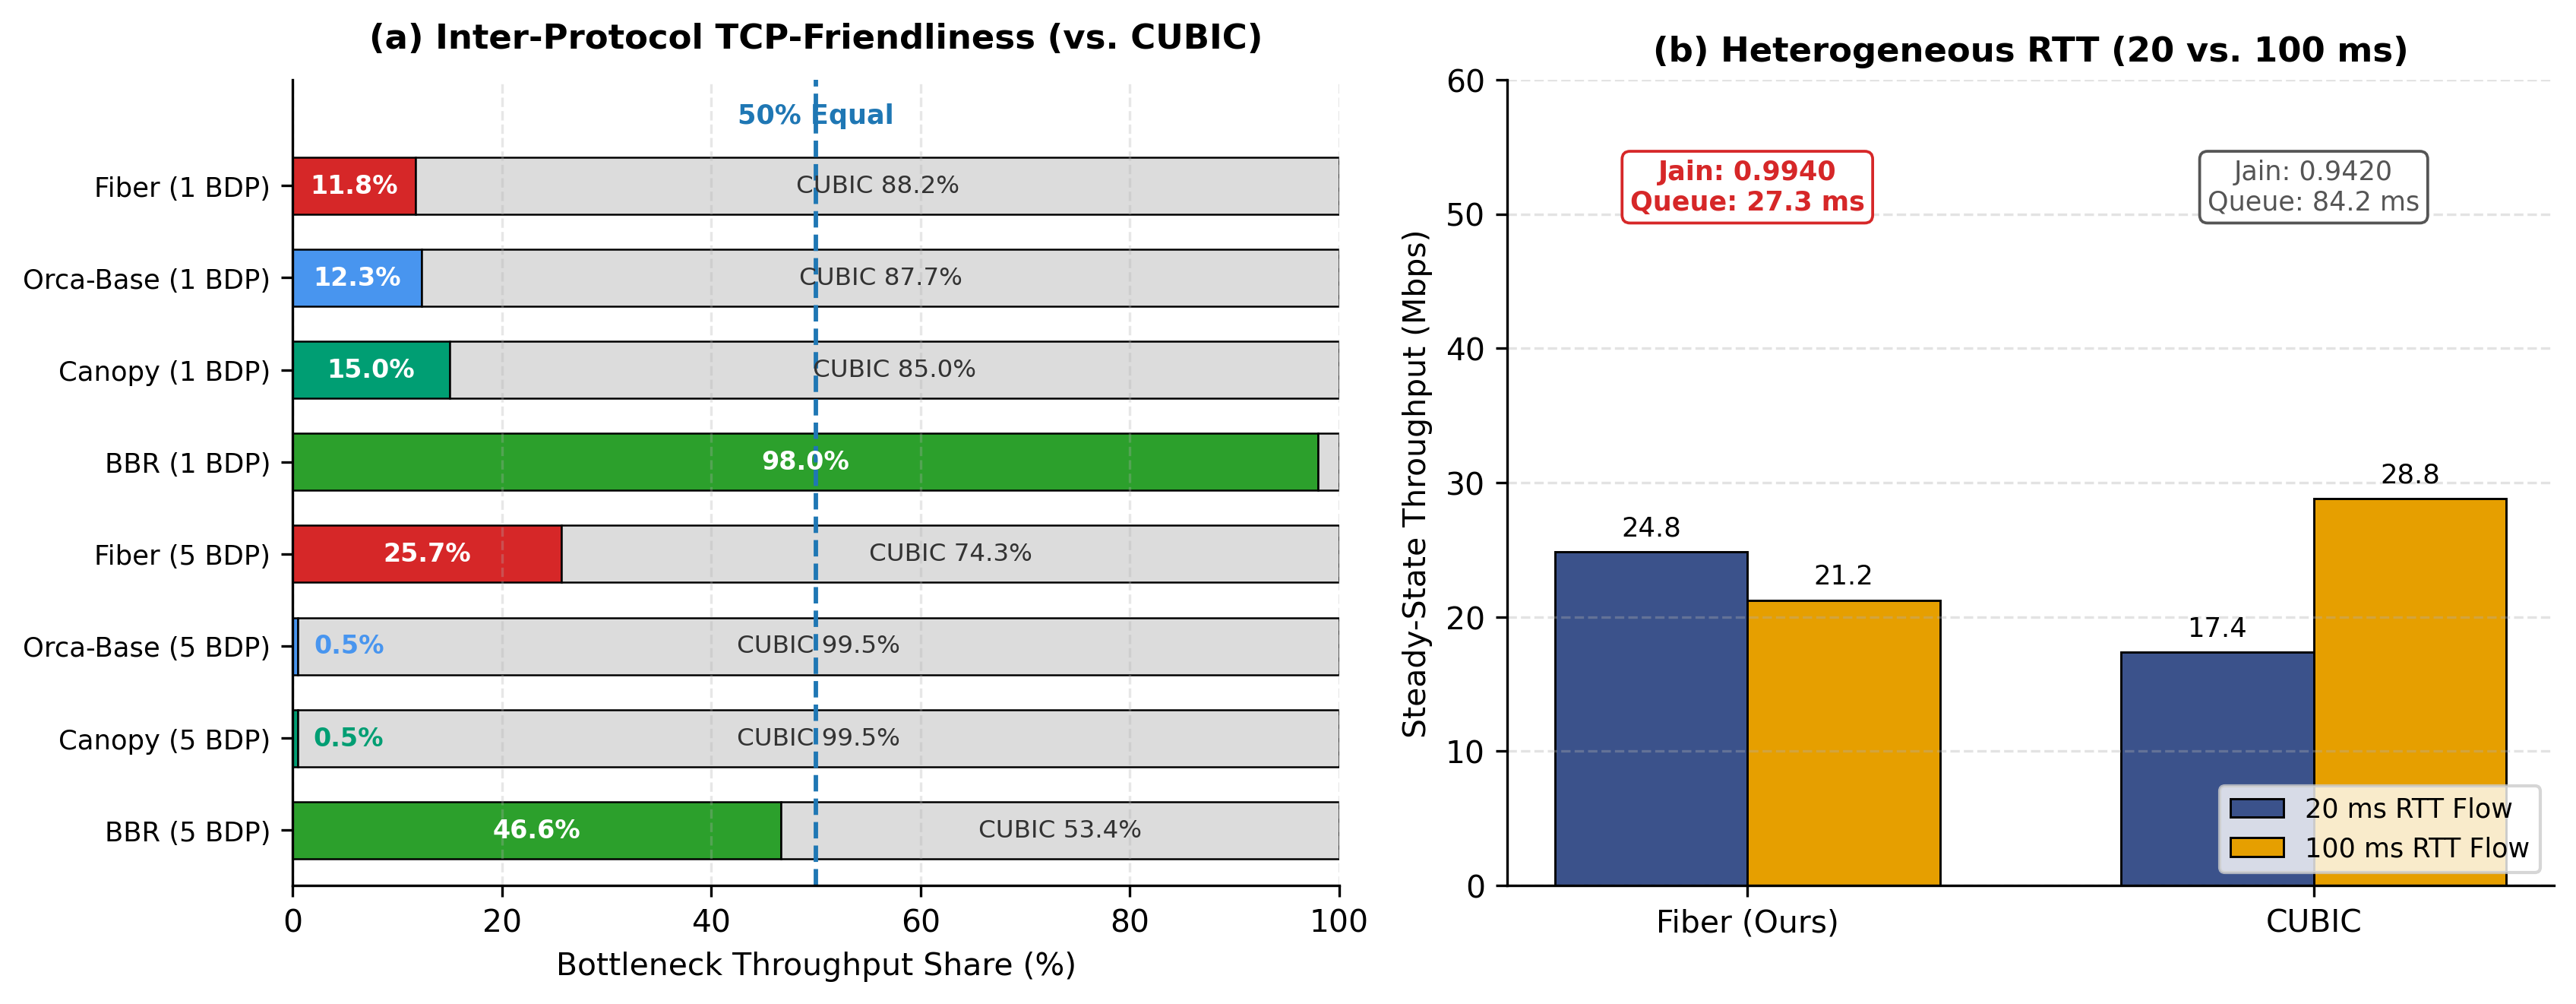 (a) Inter-Protocol TCP-Friendliness (vs. CUBIC)
50% Equal
Fiber (1 BDP)
11.8%
CUBIC 88.2%
Orca-Base (1 BDP)
12.3%
CUBIC 87.7%
Canopy (1 BDP)
15.0%
CUBIC 85.0%
BBR (1 BDP)
98.0%
Fiber (5 BDP)
25.7%
CUBIC 74.3%
Orca-Base (5 BDP)
0.5%
CUBIC 99.5%
Canopy (5 BDP)
0.5%
CUBIC 99.5%
BBR (5 BDP)
46.6%
CUBIC 53.4%
0
20
40
60
80
100
Bottleneck Throughput Share (%)
(b) Heterogeneous RTT (20 vs. 100 ms)
Steady-State Throughput (Mbps)
60
50
40
30
20
10
0
Jain: 0.9940
Queue: 27.3 ms
Jain: 0.9420
Queue: 84.2 ms
24.8
21.2
17.4
28.8
20 ms RTT Flow
100 ms RTT Flow
Fiber (Ours)
CUBIC